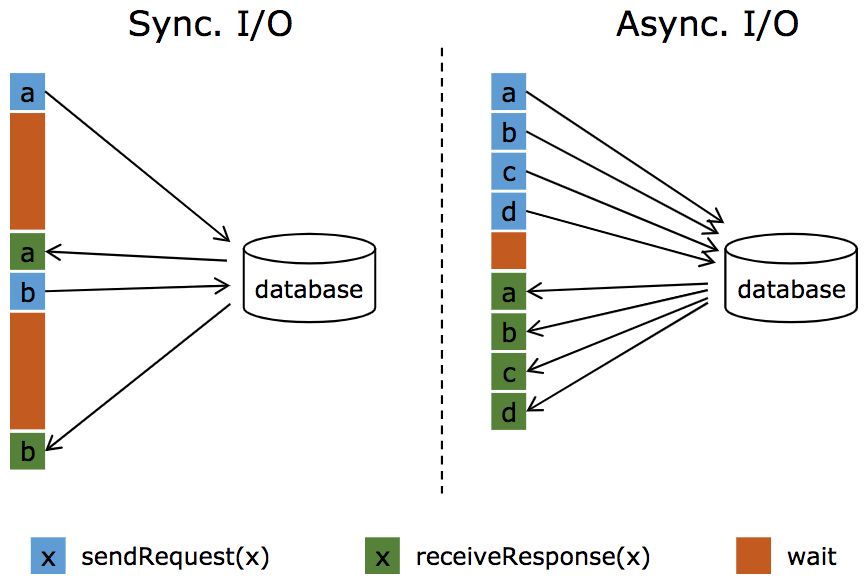 Sync. I/O
Async. I/O
a
a
b
b
database
a
b
c
d
a
b
c
d
database
x sendRequest(x)
x receiveResponse(x)
wait